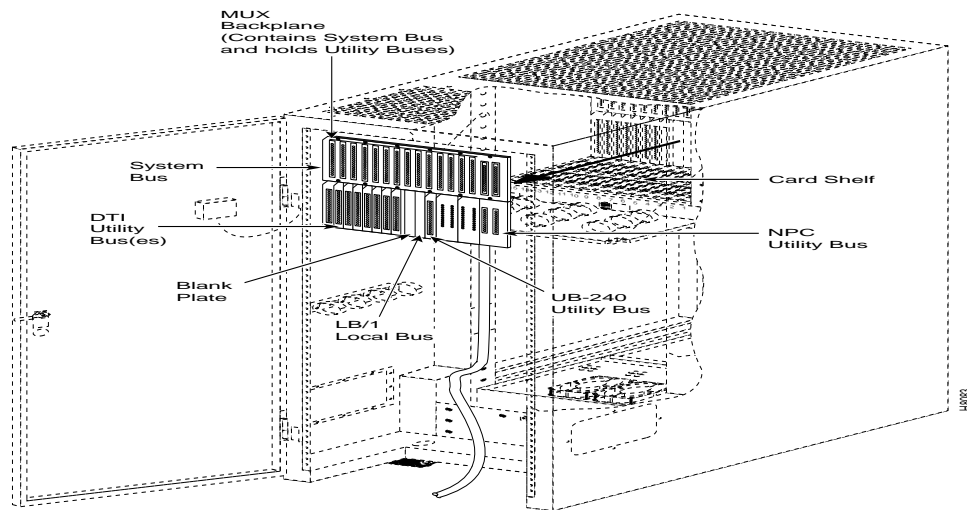 MUX
Backplane
(Contains System Bus
and holds Utility Buses)
System
Bus
Card Shelf
DTI
Utility
Bus(es)
NPC
Utility Bus
Blank
Plate
UB-240
Utility Bus
LB/1
Local Bus